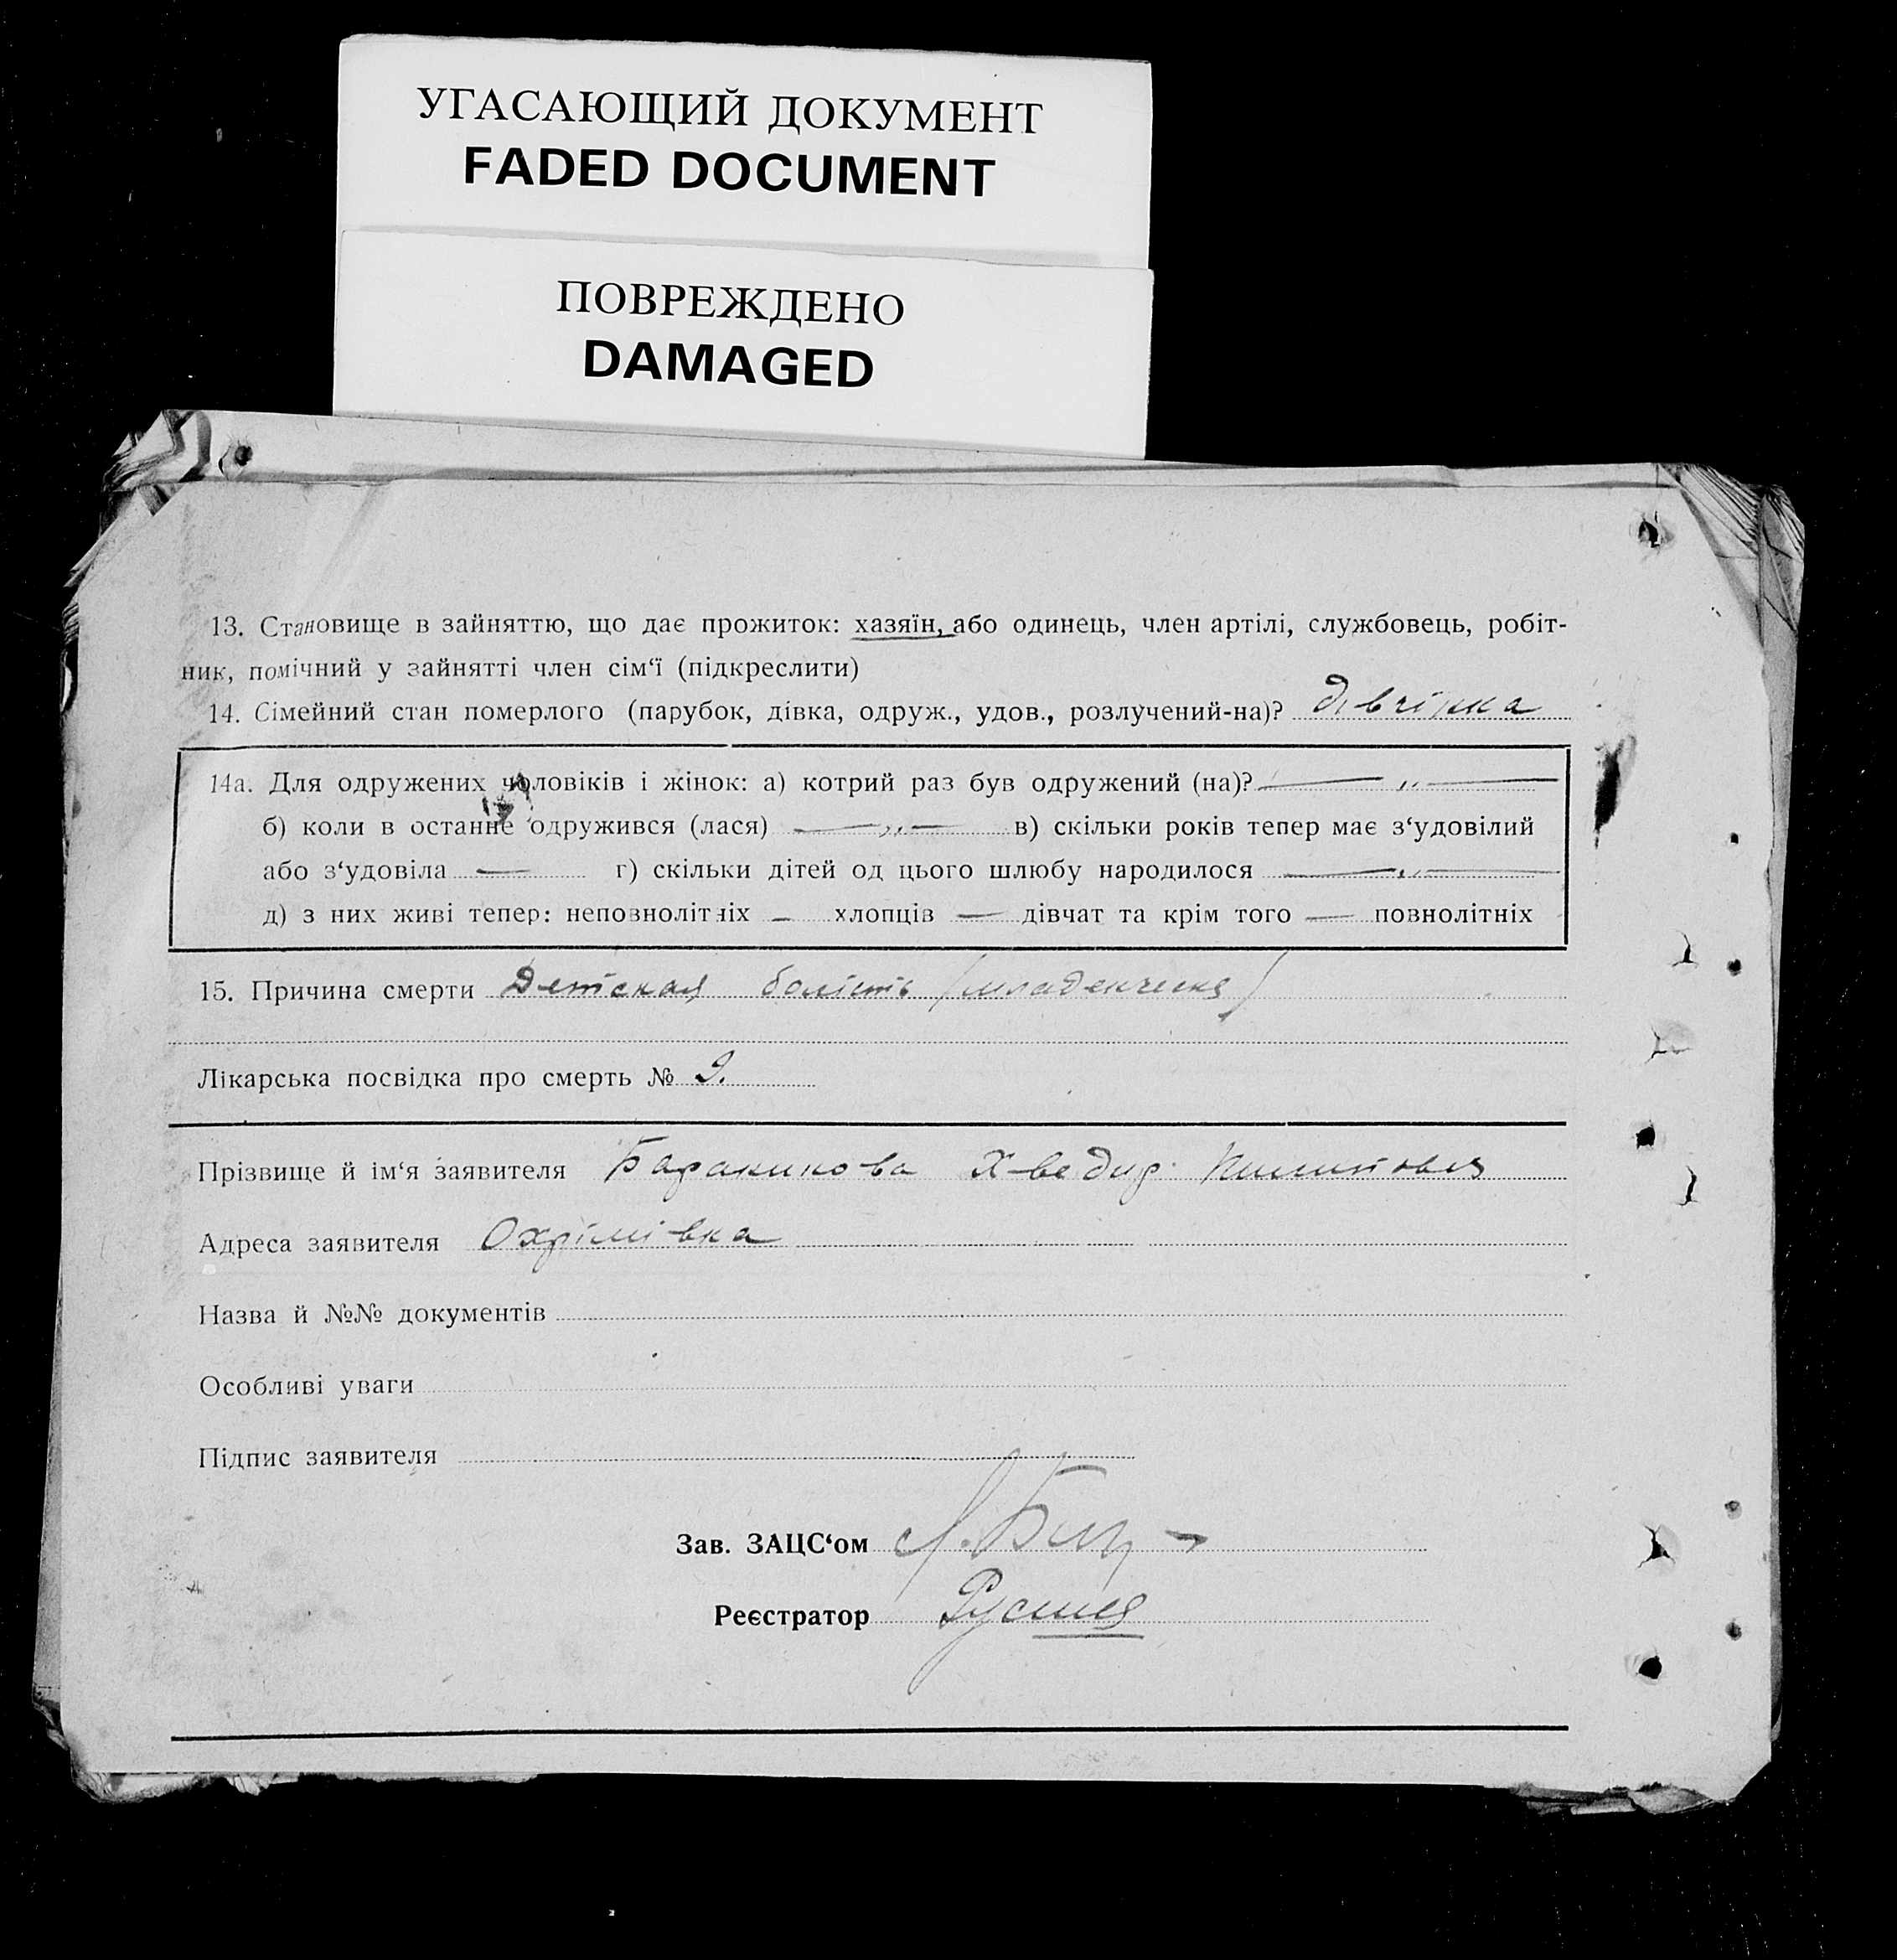 УГАСАЮЩИЙ ДОКУМЕНТ
FADED DOCUMENT
ПОВРЕЖДЕНО
DAMAGED
13. Становище в зайняттю, що дає прожиток: хазяїн, або одинець, член артілі, службовець, робіт-
ник, помічний у зайнятті член сім‘ї (підкреслити)
14. Сімейний стан померлого (парубок, дівка, одруж., удов., розлучений-на)? дівчінка
14а. Для одружених чоловіків і жінок: а) котрий раз був одружений (на)? — „ —
б) коли в останнє одружився (лася) — „ — в) скільки років тепер має з‘удовілий
або з‘удовіла — г) скільки дітей од цього шлюбу народилося — „ —
д) з них живі тепер: неповнолітніх — хлопців — дівчат та крім того — повнолітніх
15. Причина смерти Детская болість (младенческа)
Лікарська посвідка про смерть № 9.
Прізвище й ім‘я заявителя Хведир
Адреса заявителя Охрімівка
Назва й №№ документів
Особливі уваги
Підпис заявителя
Зав. ЗАЦС‘ом
Реєстратор